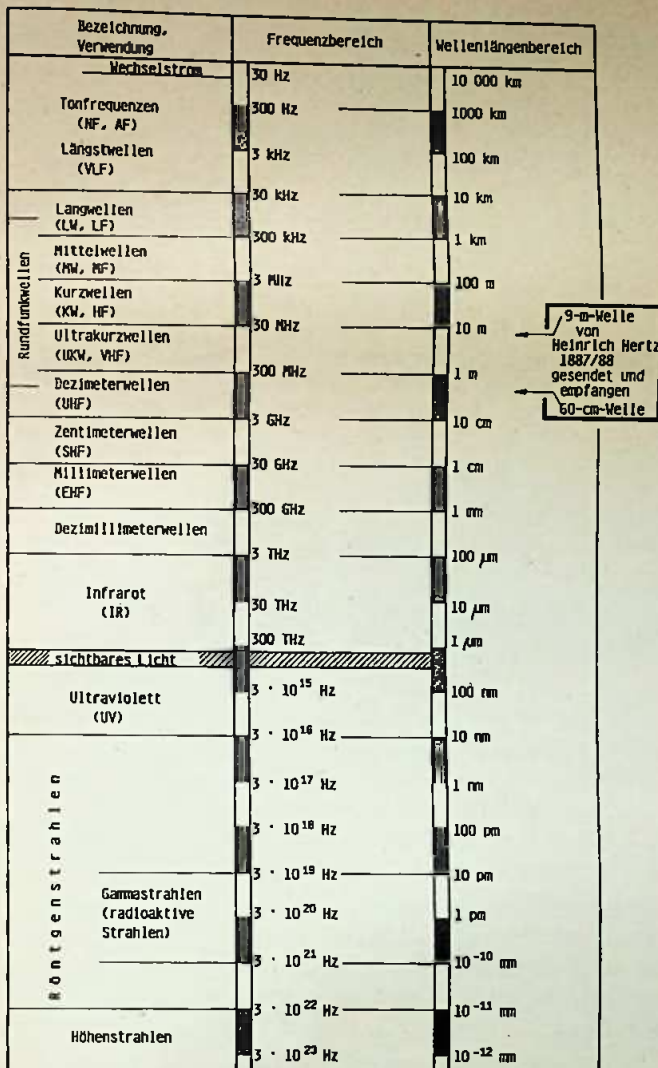 Bezeichnung,
Verwendung
Frequenzbereich
Wellenlängenbereich
Wechselstrom
30 Hz
10 000 km
Tonfrequenzen
(NF, AF)
300 Hz
1000 km
Längstwellen
(VLF)
3 kHz
100 km
30 kHz
10 km
Rundfunkwellen
Langwellen
(LW, LF)
300 kHz
1 km
Mittelwellen
(MW, MF)
3 MHz
100 m
Kurzwellen
(KW, HF)
30 MHz
10 m
9-m-Welle
von
Heinrich Hertz
1887/88
gesendet und
empfangen
60-cm-Welle
Ultrakurzwellen
(UKW, VHF)
300 MHz
1 m
Dezimeterwellen
(UHF)
3 GHz
10 cm
Zentimeterwellen
(SHF)
30 GHz
1 cm
Millimeterwellen
(EHF)
300 GHz
1 mm
Dezimillimeterwellen
3 THz
100 µm
Infrarot
(IR)
30 THz
10 µm
300 THz
1 µm
sichtbares Licht
Ultraviolett
(UV)
3 · 10¹⁵ Hz
100 nm
3 · 10¹⁶ Hz
10 nm
Röntgenstrahlen
3 · 10¹⁷ Hz
1 nm
3 · 10¹⁸ Hz
100 pm
3 · 10¹⁹ Hz
10 pm
Gammastrahlen
(radioaktive
Strahlen)
3 · 10²⁰ Hz
1 pm
3 · 10²¹ Hz
10⁻¹⁰ mm
3 · 10²² Hz
10⁻¹¹ mm
Höhenstrahlen
3 · 10²³ Hz
10⁻¹² mm